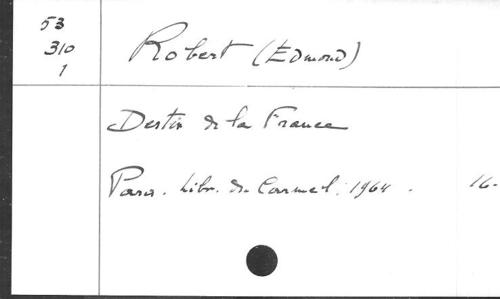 53
310
1
Robert (Edmond)
Destin de la France
Paris. Libr. du Carmel. 1964. 16.